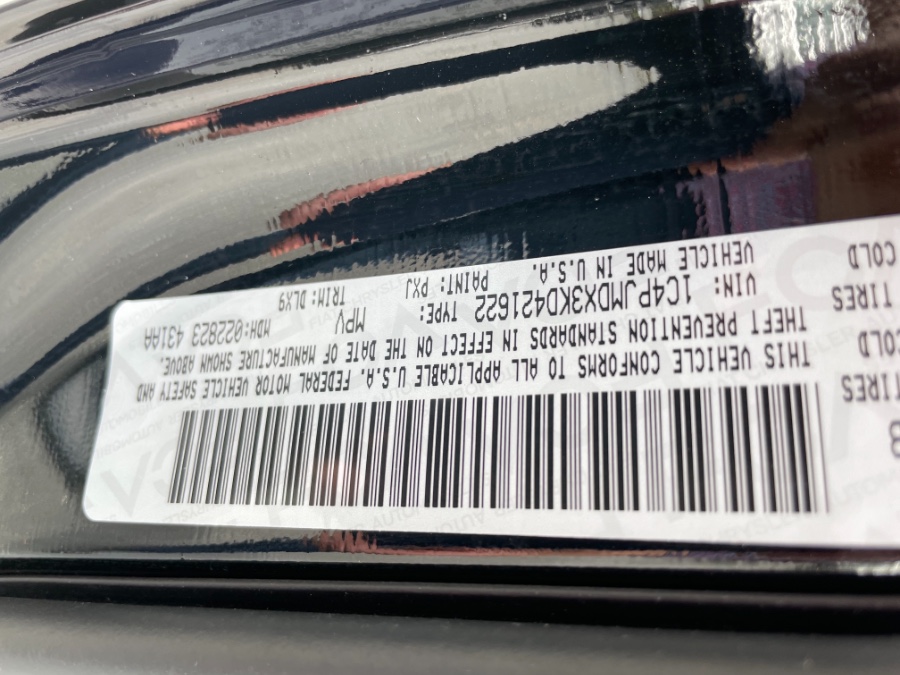 TIRES
COLD
TIRES
COLD
THIS VEHICLE CONFORMS TO ALL APPLICABLE U.S.A. FEDERAL MOTOR VEHICLE SAFETY AND
THEFT PREVENTION STANDARDS IN EFFECT ON THE DATE OF MANUFACTURE SHOWN ABOVE.
VIN: 1C4PJMDX3KD421622 TYPE: MPV MDH:022823 431AA
VEHICLE MADE IN U.S.A. PAINT: PXJ TRIM: DLX9